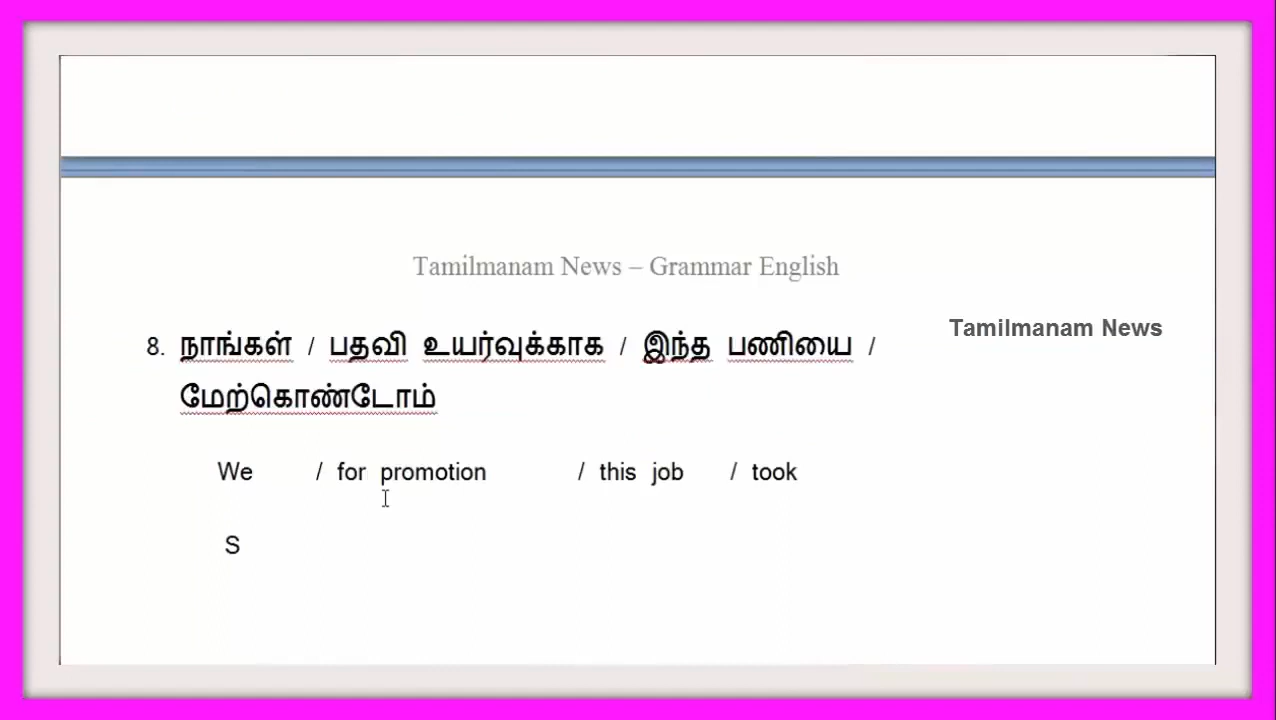 Tamilmanam News – Grammar English
Tamilmanam News
8. நாங்கள் / பதவி உயர்வுக்காக / இந்த பணியை /
மேற்கொண்டோம்
We / for promotion / this job / took
S